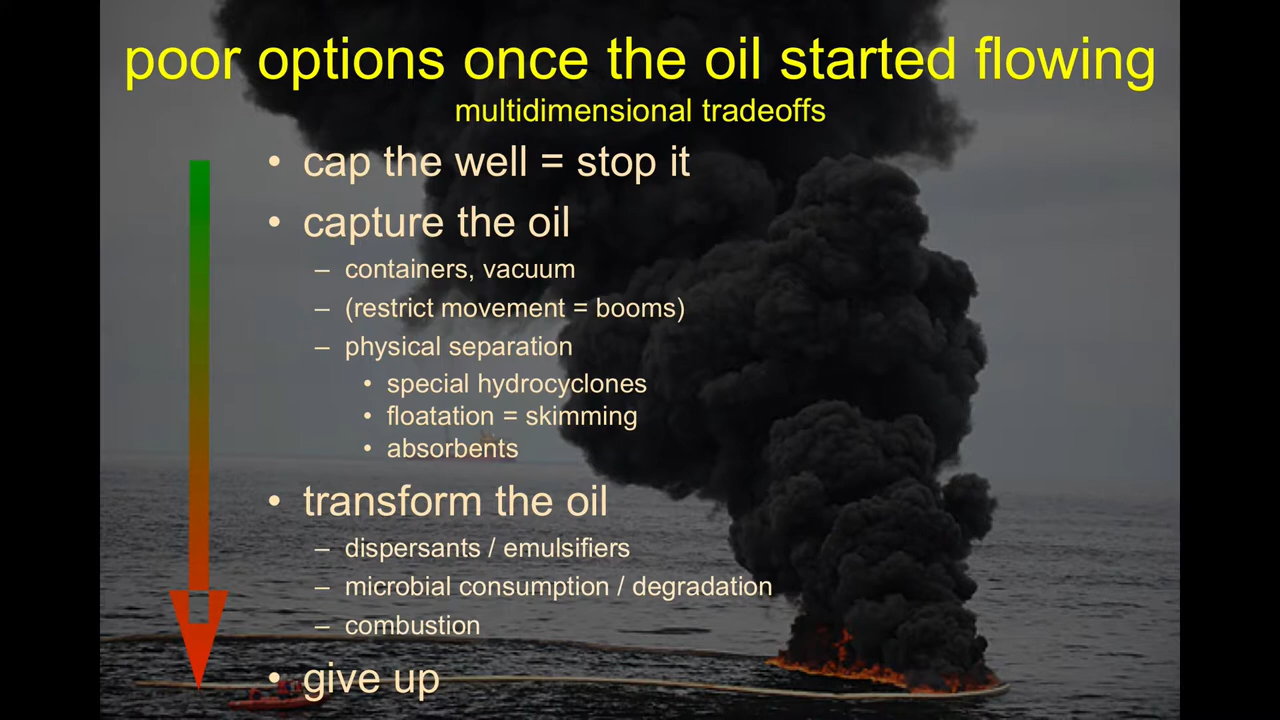 poor options once the oil started flowing
multidimensional tradeoffs
• cap the well = stop it
• capture the oil
– containers, vacuum
– (restrict movement = booms)
– physical separation
• special hydrocyclones
• floatation = skimming
• absorbents
• transform the oil
– dispersants / emulsifiers
– microbial consumption / degradation
– combustion
• give up